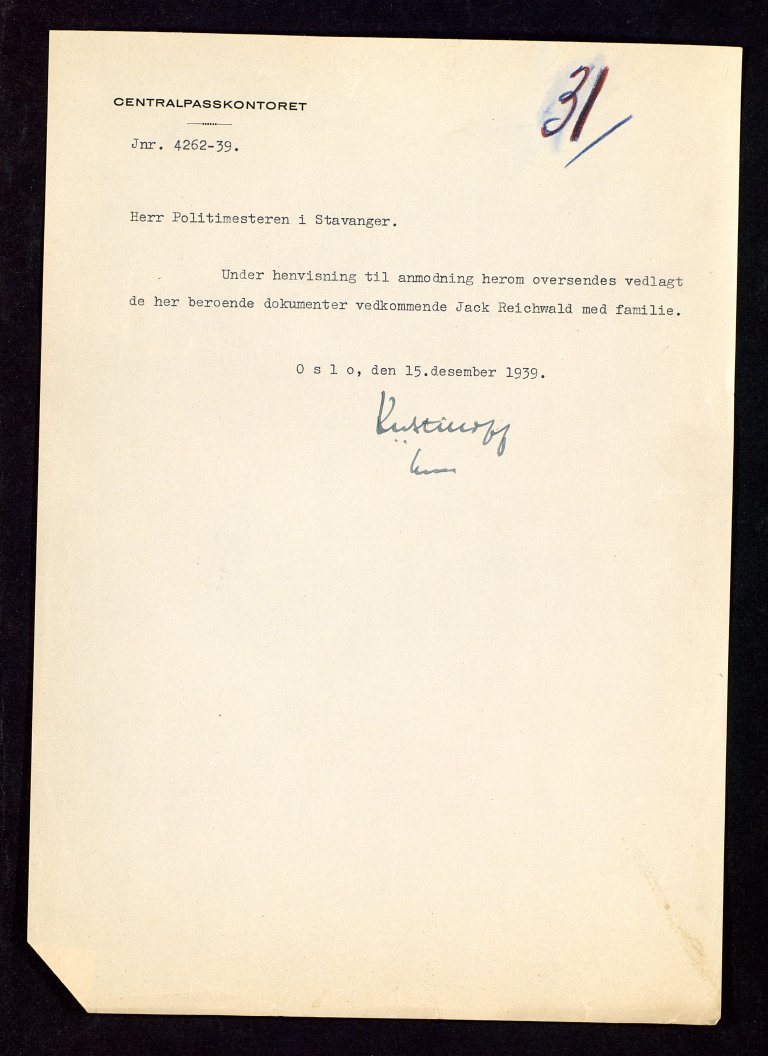 31
CENTRALPASSKONTORET
Jnr. 4262-39.
Herr Politimesteren i Stavanger.
Under henvisning til anmodning herom oversendes vedlagt
de her beroende dokumenter vedkommende Jack Reichwald med familie.
O s l o, den 15.desember 1939.